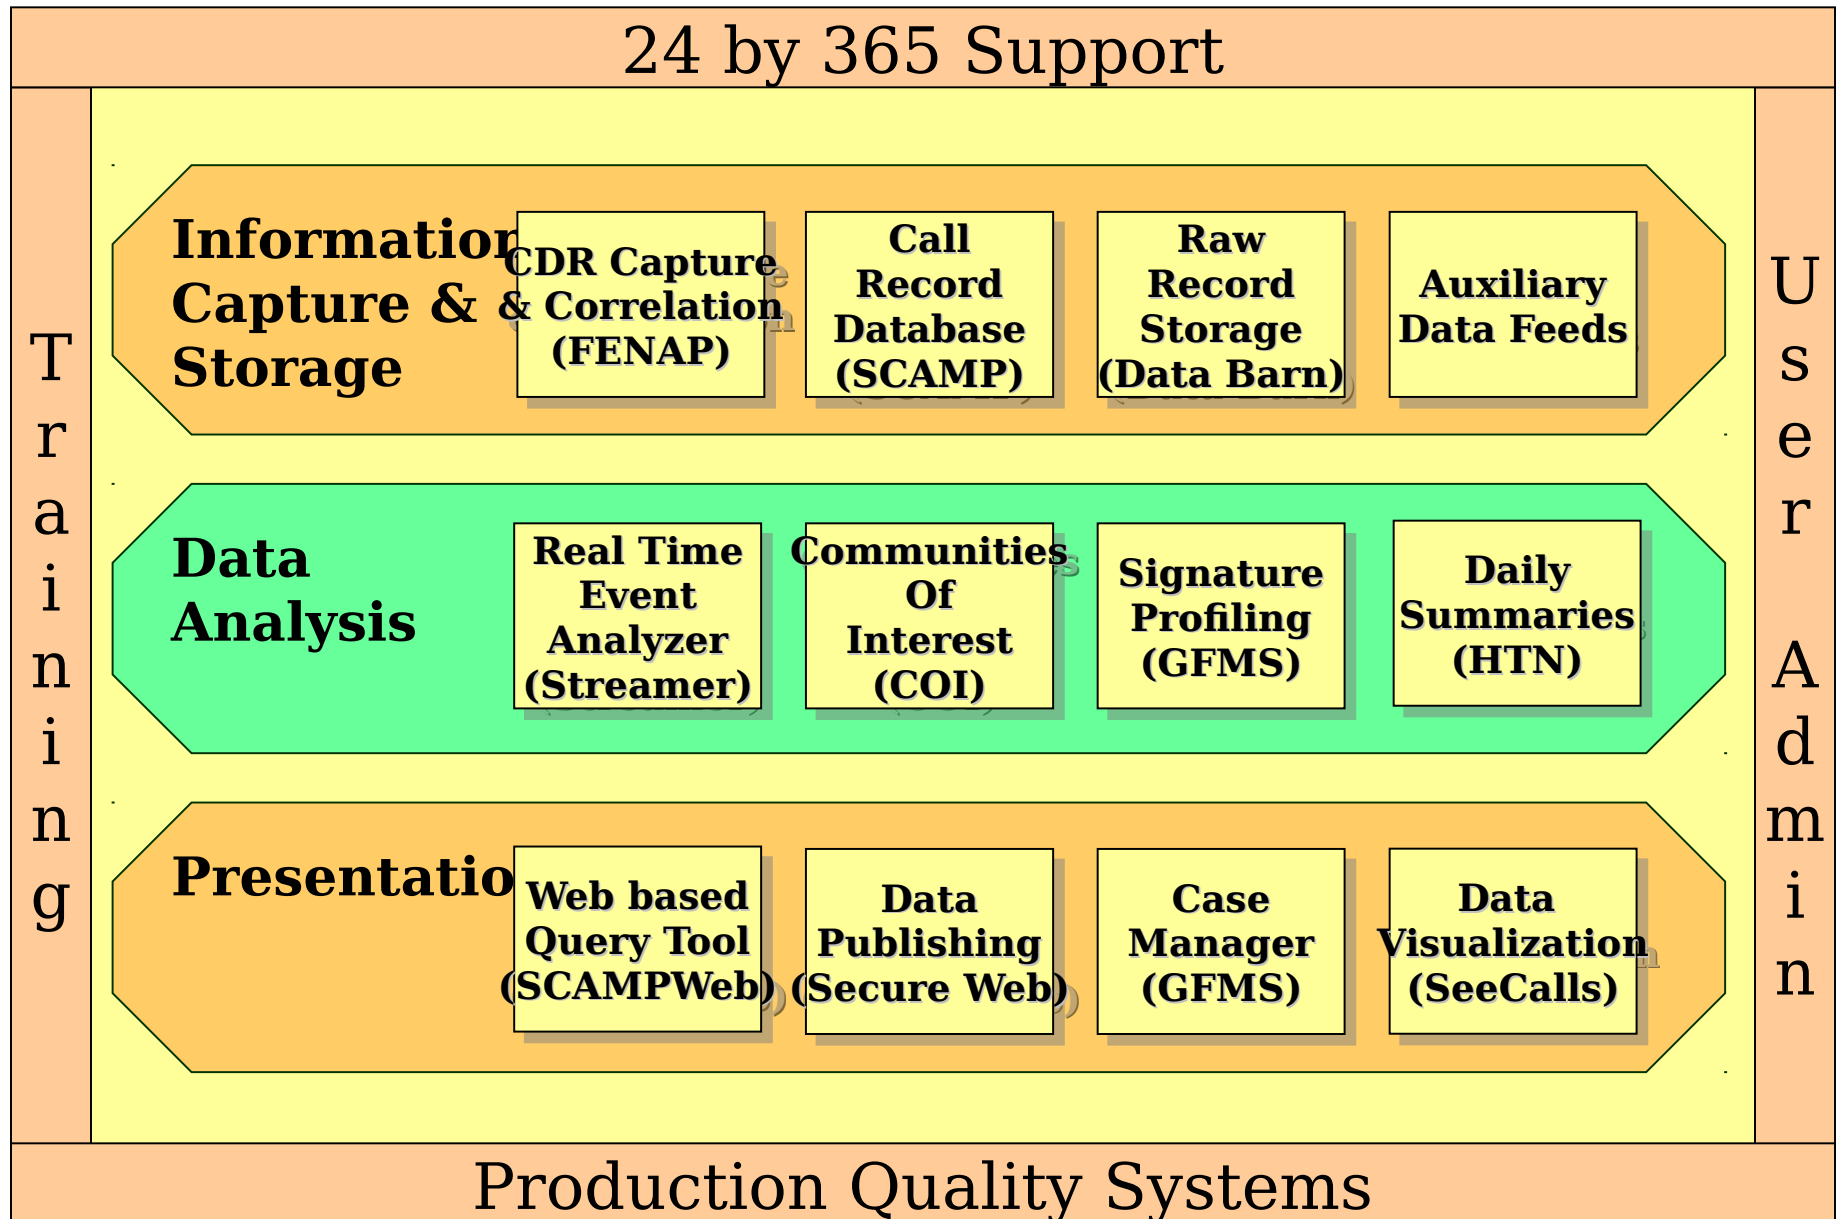 24 by 365 Support
Training
Information
Capture &
Storage
CDR Capture
& Correlation
(FENAP)
Call
Record
Database
(SCAMP)
Raw
Record
Storage
(Data Barn)
Auxiliary
Data Feeds
Data
Analysis
Real Time
Event
Analyzer
(Streamer)
Communities
Of
Interest
(COI)
Signature
Profiling
(GFMS)
Daily
Summaries
(HTN)
Presentatio
Web based
Query Tool
(SCAMPWeb)
Data
Publishing
(Secure Web)
Case
Manager
(GFMS)
Data
Visualization
(SeeCalls)
User Admin
Production Quality Systems